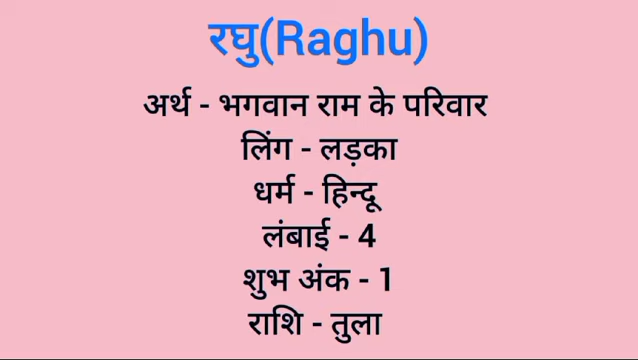 रघु(Raghu)
अर्थ - भगवान राम के परिवार
लिंग - लड़का
धर्म - हिन्दू
लंबाई - 4
शुभ अंक - 1
राशि - तुला